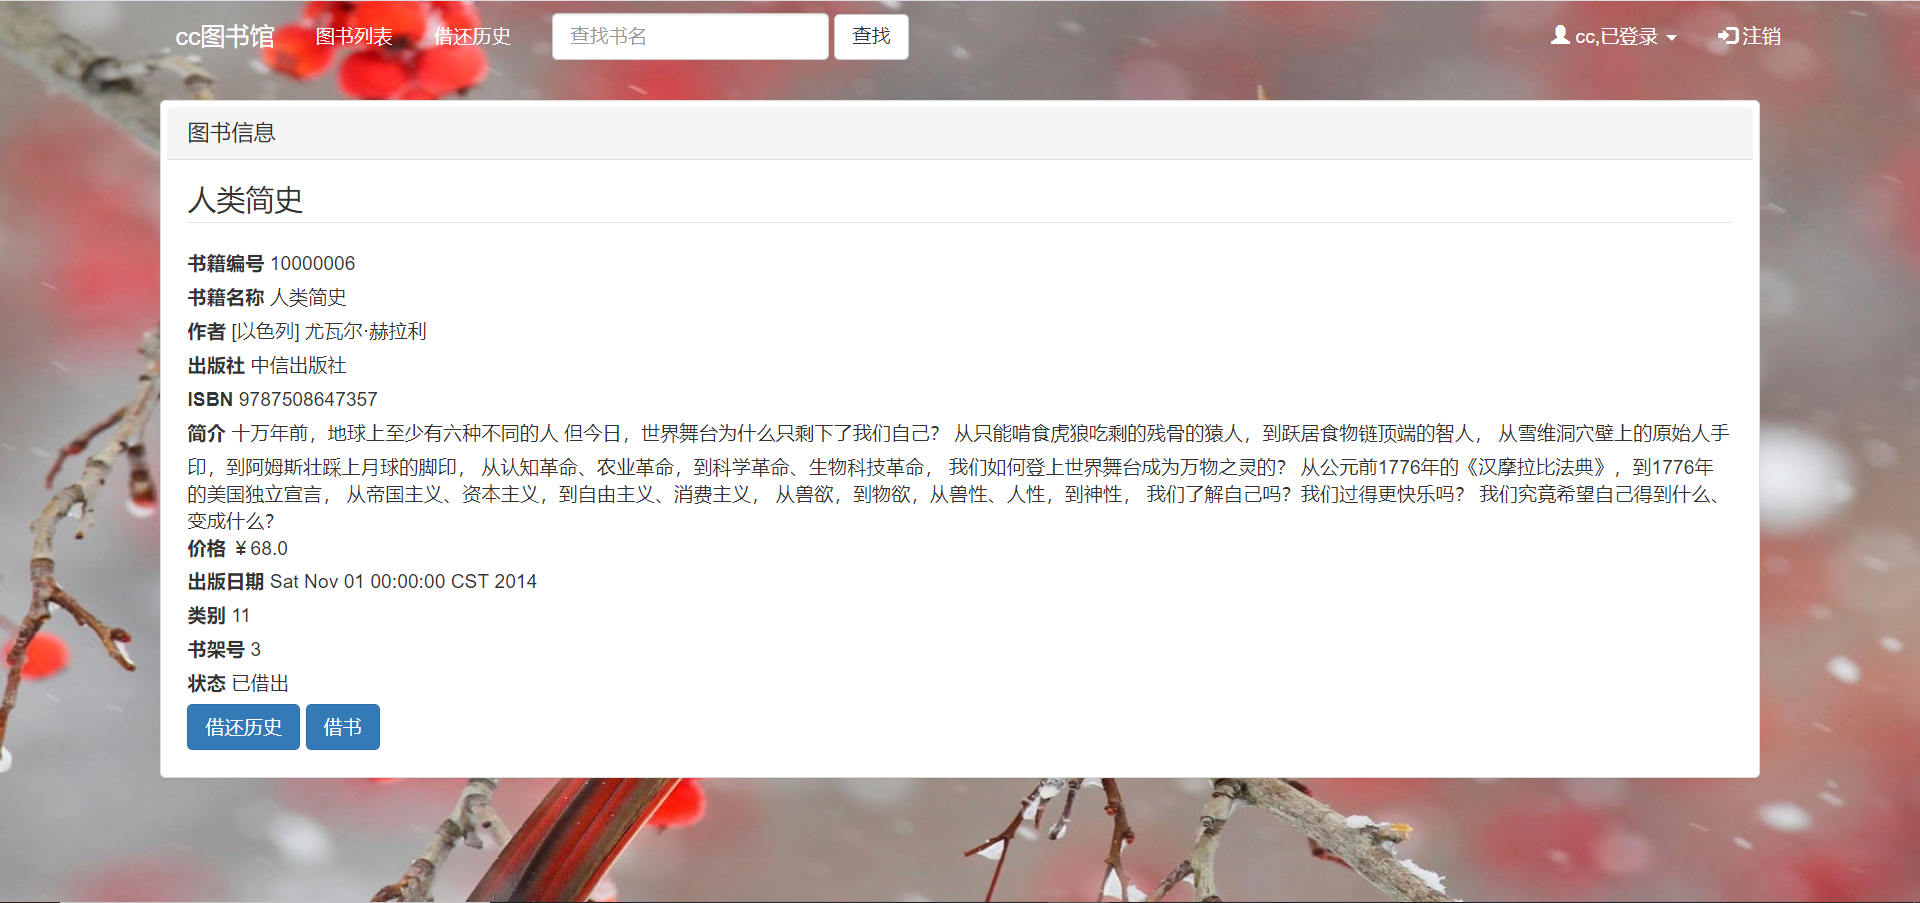 cc图书馆 图书列表 借还历史 查找书名 查找 cc,已登录 注销
图书信息
人类简史
书籍编号 10000006
书籍名称 人类简史
作者 [以色列] 尤瓦尔·赫拉利
出版社 中信出版社
ISBN 9787508647357
简介 十万年前，地球上至少有六种不同的人 但今日，世界舞台为什么只剩下了我们自己？ 从只能啃食虎狼吃剩的残骨的猿人，到跃居食物链顶端的智人， 从雪维洞穴壁上的原始人手
印，到阿姆斯壮踩上月球的脚印， 从认知革命、农业革命，到科学革命、生物科技革命， 我们如何登上世界舞台成为万物之灵的？ 从公元前1776年的《汉摩拉比法典》，到1776年
的美国独立宣言， 从帝国主义、资本主义，到自由主义、消费主义， 从兽欲，到物欲，从兽性、人性，到神性， 我们了解自己吗？我们过得更快乐吗？ 我们究竟希望自己得到什么、
变成什么？
价格 ￥68.0
出版日期 Sat Nov 01 00:00:00 CST 2014
类别 11
书架号 3
状态 已借出
借还历史 借书